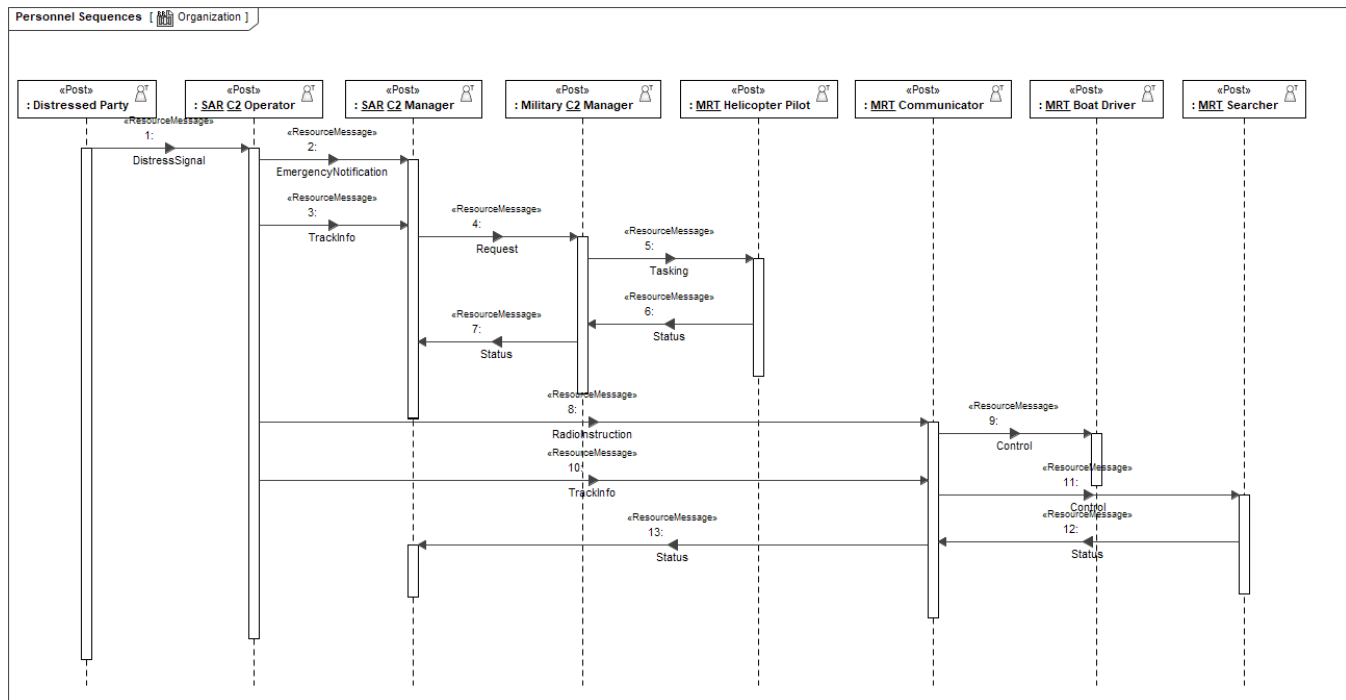 Personnel Sequences [ Organization ]
«Post»
: Distressed Party
«Post»
: SAR C2 Operator
«Post»
: SAR C2 Manager
«Post»
: Military C2 Manager
«Post»
: MRT Helicopter Pilot
«Post»
: MRT Communicator
«Post»
: MRT Boat Driver
«Post»
: MRT Searcher
«ResourceMessage»
1:
DistressSignal
«ResourceMessage»
2:
EmergencyNotification
«ResourceMessage»
3:
TrackInfo
«ResourceMessage»
4:
Request
«ResourceMessage»
5:
Tasking
«ResourceMessage»
6:
Status
«ResourceMessage»
7:
Status
«ResourceMessage»
8:
RadioInstruction
«ResourceMessage»
9:
Control
«ResourceMessage»
10:
TrackInfo
«ResourceMessage»
11:
Control
«ResourceMessage»
12:
Status
«ResourceMessage»
13:
Status